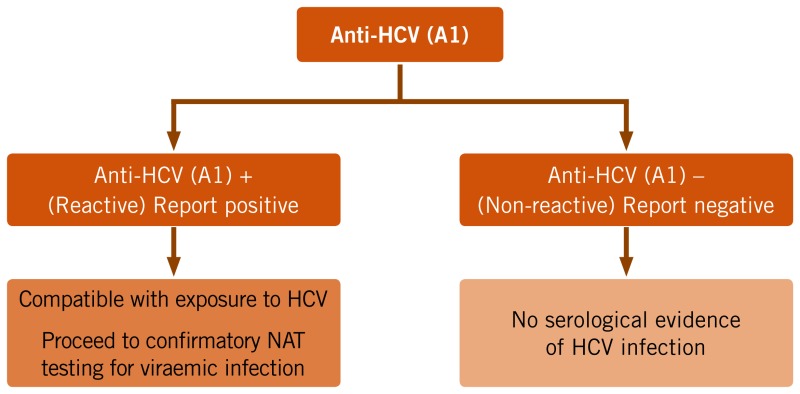 Anti-HCV (A1)
Anti-HCV (A1) +
(Reactive) Report positive
Anti-HCV (A1) –
(Non-reactive) Report negative
Compatible with exposure to HCV
Proceed to confirmatory NAT
testing for viraemic infection
No serological evidence
of HCV infection